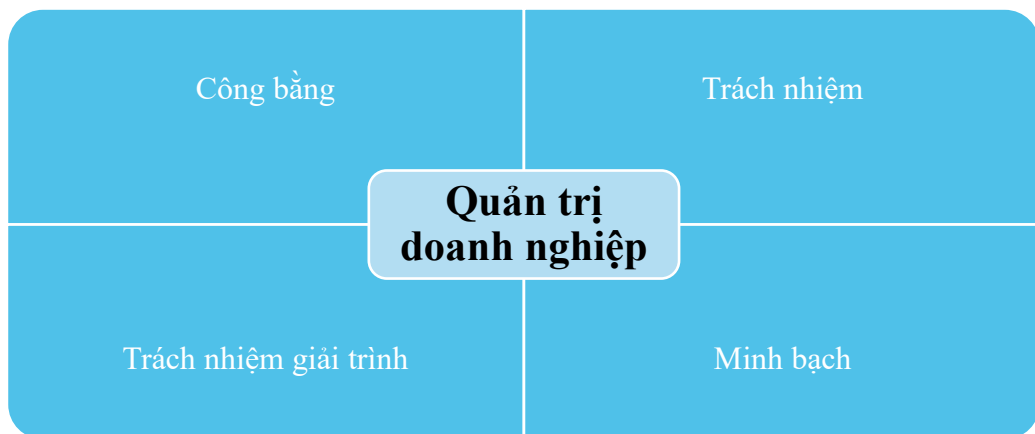 Công bằng
Trách nhiệm
Quản trị
doanh nghiệp
Trách nhiệm giải trình
Minh bạch